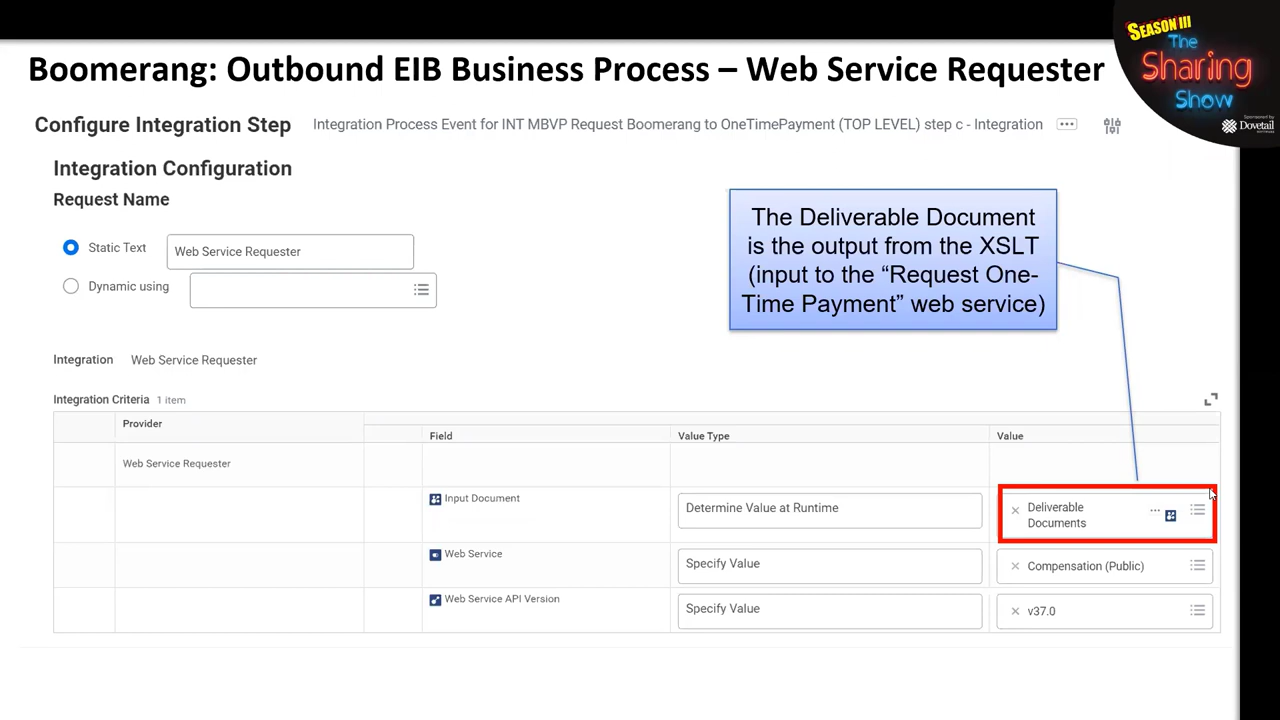 SEASON III
The
Sharing
Show
Sponsored by
Dovetail
Boomerang: Outbound EIB Business Process – Web Service Requester
Configure Integration Step
Integration Process Event for INT MBVP Request Boomerang to OneTimePayment (TOP LEVEL) step c - Integration
Integration Configuration
Request Name
Static Text
Web Service Requester
Dynamic using
The Deliverable Document
is the output from the XSLT
(input to the “Request One-
Time Payment” web service)
Integration Web Service Requester
Integration Criteria 1 item
Provider
Field Value Type Value
Web Service Requester
Input Document Determine Value at Runtime Deliverable
Documents
Web Service Specify Value Compensation (Public)
Web Service API Version Specify Value v37.0